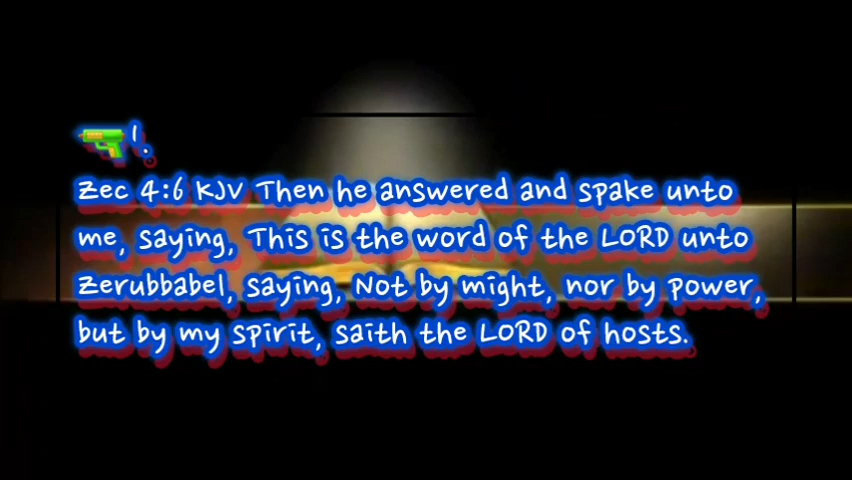 1.
Zec 4:6 KJV Then he answered and spake unto
me, saying, This is the word of the LORD unto
Zerubbabel, saying, Not by might, nor by power,
but by my spirit, saith the LORD of hosts.